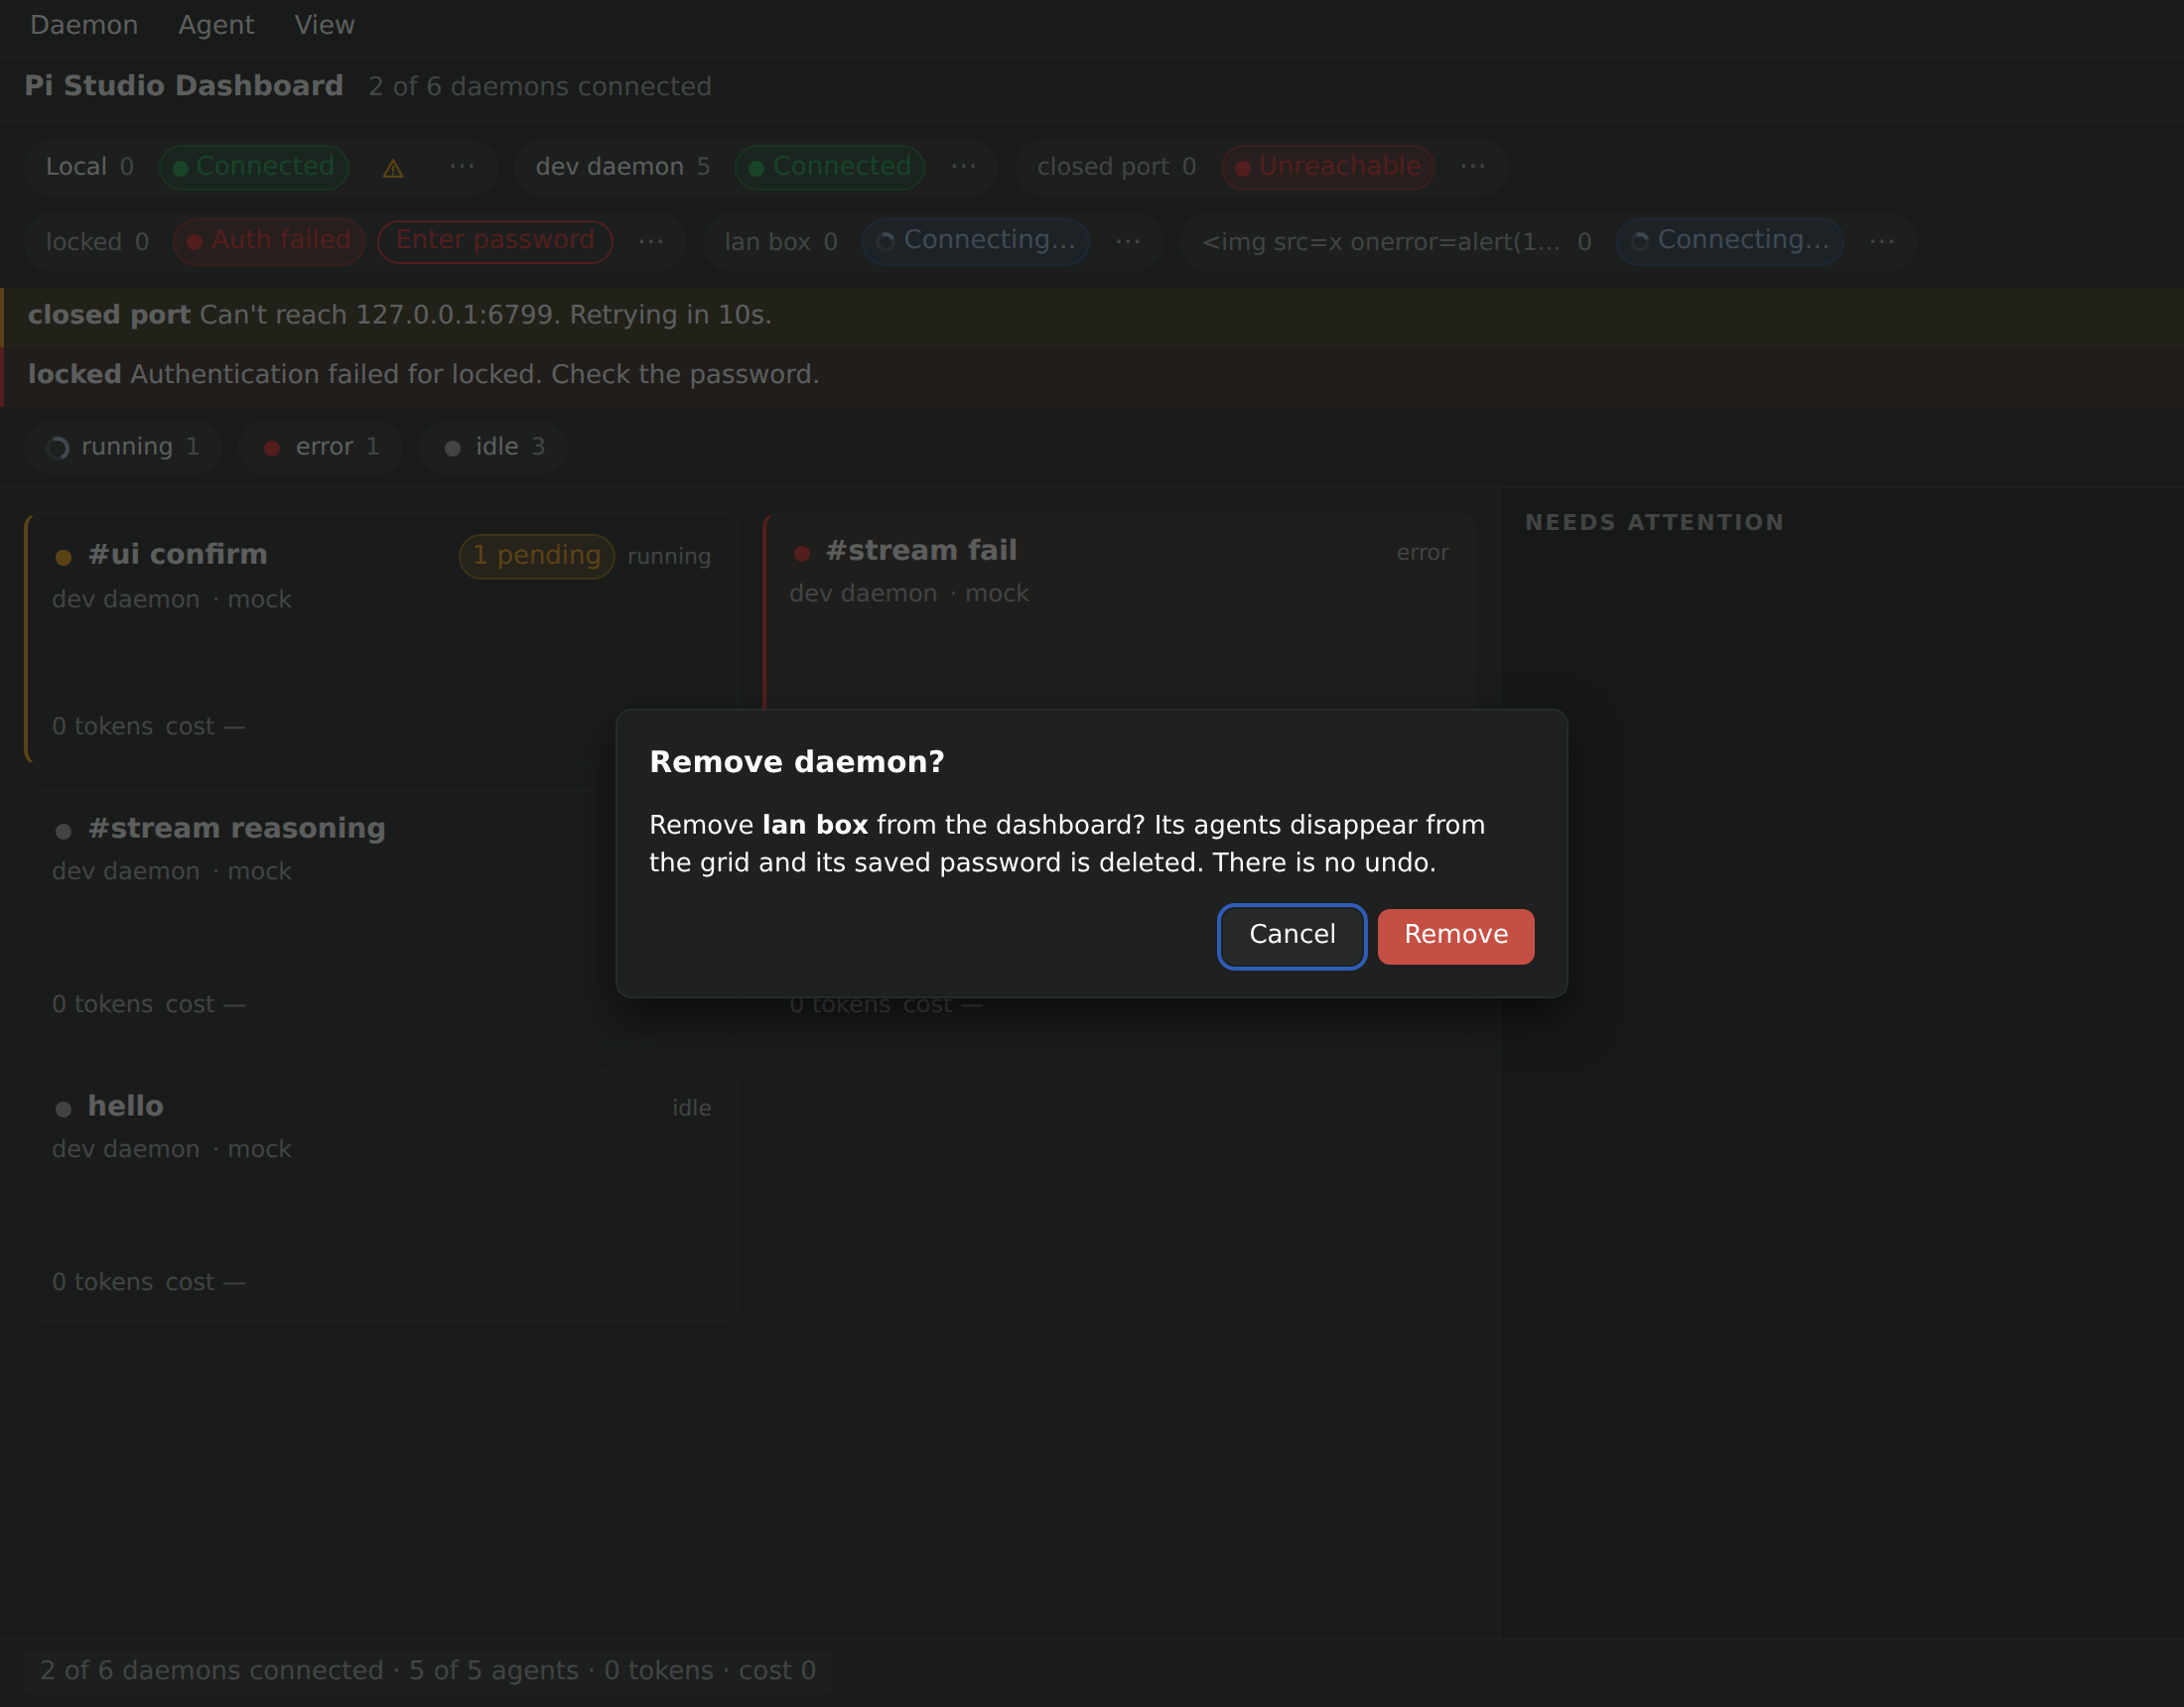 Daemon Agent View
Pi Studio Dashboard 2 of 6 daemons connected
Local 0 Connected ⚠ ⋯ dev daemon 5 Connected ⋯ closed port 0 Unreachable ⋯
locked 0 Auth failed Enter password ⋯ lan box 0 Connecting… ⋯ <img src=x onerror=alert(1… 0 Connecting… ⋯
closed port Can't reach 127.0.0.1:6799. Retrying in 10s.
locked Authentication failed for locked. Check the password.
running 1 error 1 idle 3
#ui confirm 1 pending running
dev daemon · mock
0 tokens cost —
#stream fail error
dev daemon · mock
NEEDS ATTENTION
Remove daemon?
Remove lan box from the dashboard? Its agents disappear from
the grid and its saved password is deleted. There is no undo.
Cancel Remove
#stream reasoning
dev daemon · mock
0 tokens cost —
0 tokens cost —
hello idle
dev daemon · mock
0 tokens cost —
2 of 6 daemons connected · 5 of 5 agents · 0 tokens · cost 0